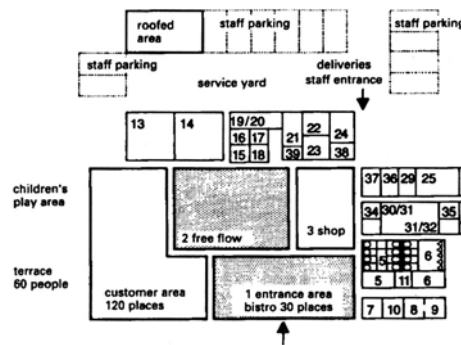 roofed
area
staff parking
staff parking
staff parking
deliveries
staff entrance
service yard
13
14
19/20
16
17
15
18
21
39
22
23
24
38
children's
play area
2 free flow
3 shop
37
36
29
25
34
30/31
31/32
35
terrace
60 people
customer area
120 places
1 entrance area
bistro 30 places
5
6
5
11
6
7
10
8
9